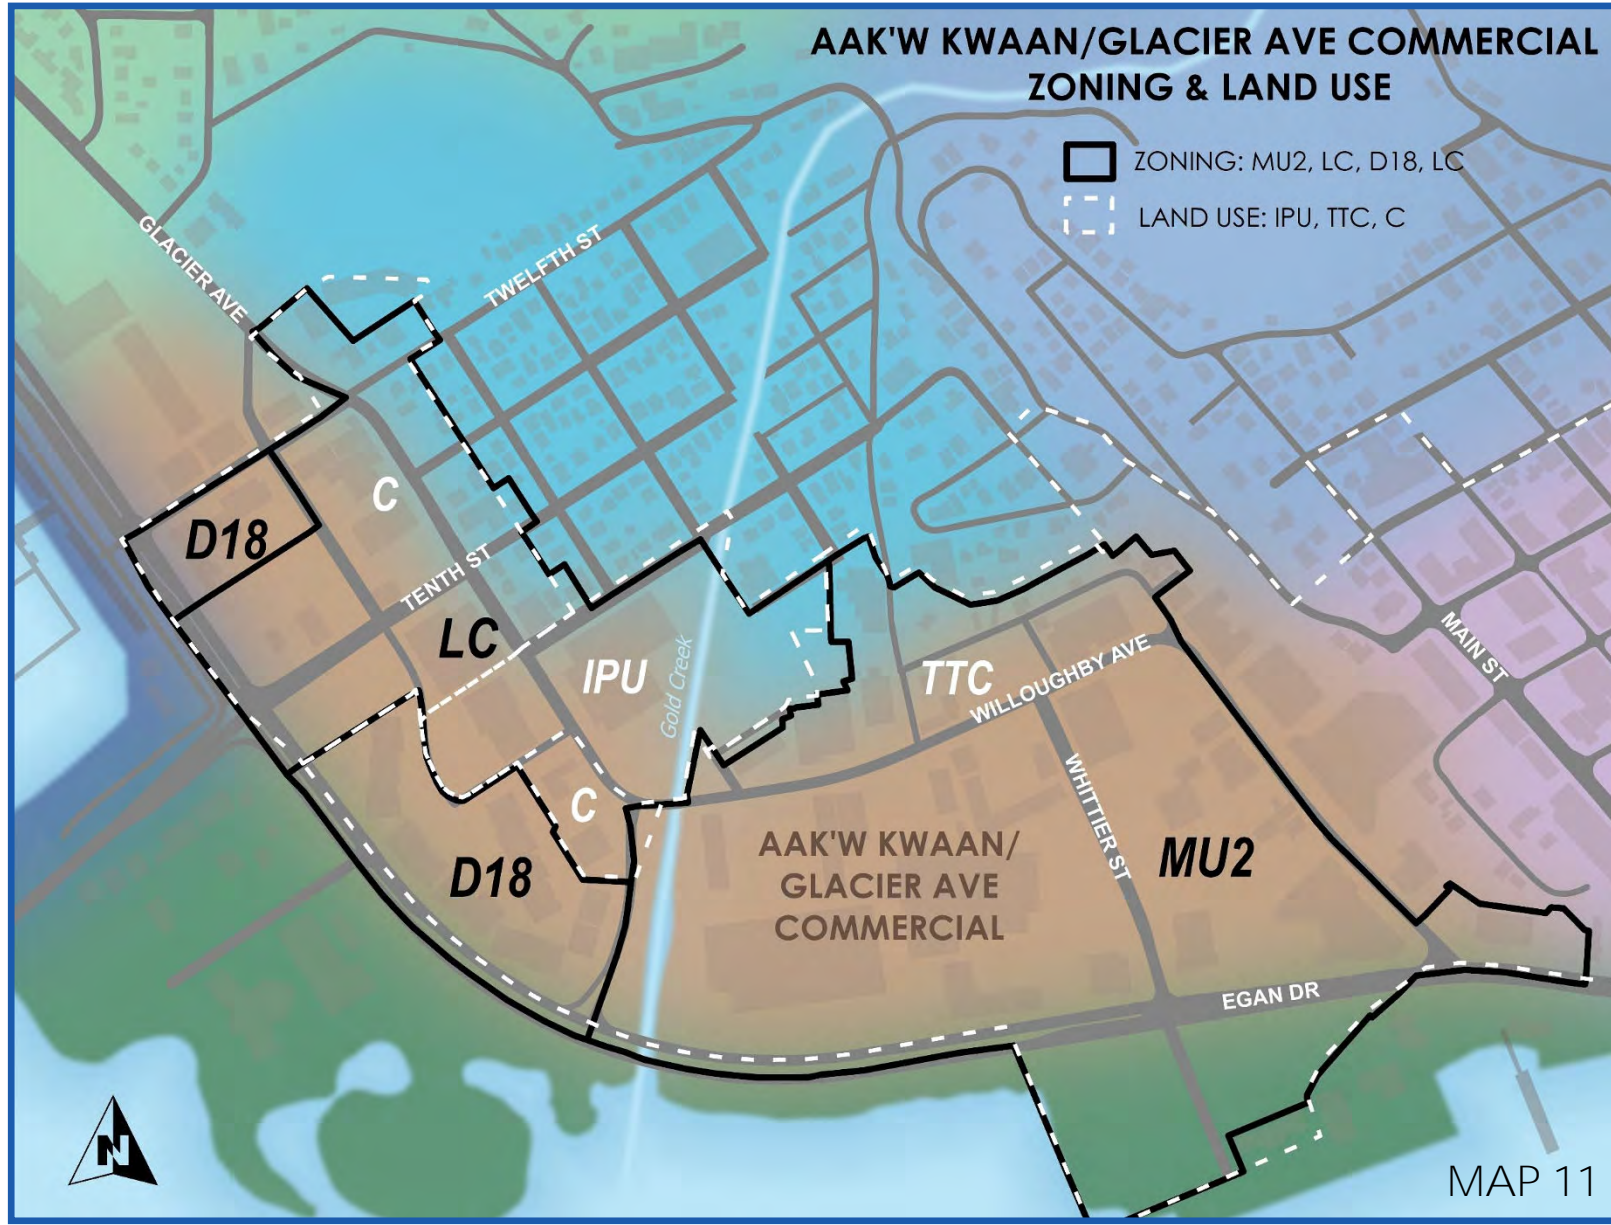 AAK'W KWAAN/GLACIER AVE COMMERCIAL
ZONING & LAND USE
ZONING: MU2, LC, D18, LC
LAND USE: IPU, TTC, C
GLACIER AVE
TWELFTH ST
C
D18
TENTH ST
LC
IPU
Gold Creek
TTC
WILLOUGHBY AVE
MAIN ST
WHITTIER ST
C
D18
AAK'W KWAAN/
GLACIER AVE
COMMERCIAL
MU2
EGAN DR
N
MAP 11